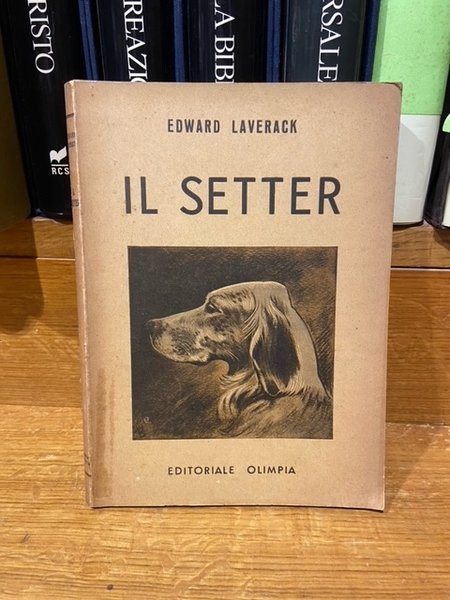 RISTO
REAZIO
LA BIB
RSALE
RCS
EDWARD LAVERACK
IL SETTER
EDITORIALE OLIMPIA